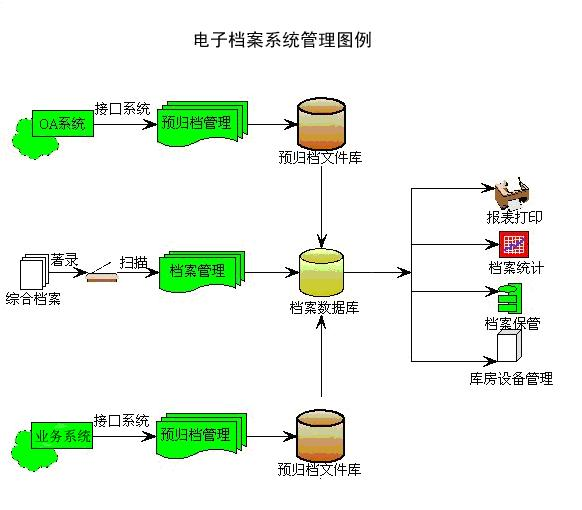 电子档案系统管理图例
OA系统
接口系统
预归档管理
预归档文件库
报表打印
著录
扫描
档案管理
档案统计
综合档案
档案数据库
档案保管
库房设备管理
业务系统
接口系统
预归档管理
预归档文件库